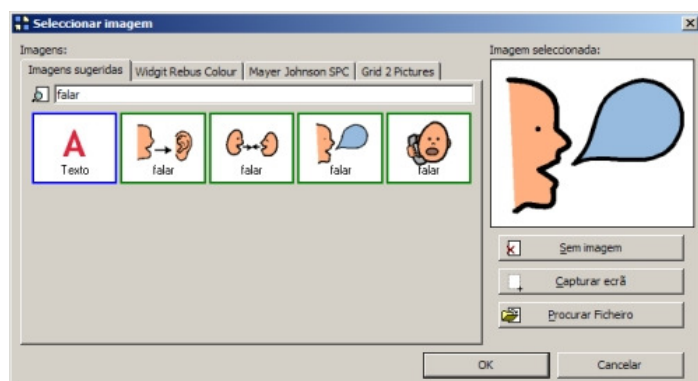 Seleccionar imagem
Imagens:
Imagens sugeridas Widgit Rebus Colour Mayer Johnson SPC Grid 2 Pictures
falar
A
Texto falar falar falar falar
Imagem seleccionada:
Sem imagem
Capturar ecrã
Procurar Ficheiro
OK Cancelar